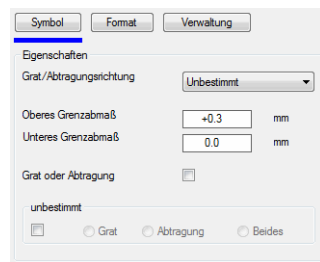 Symbol Format Verwaltung
Eigenschaften
Grat/Abtragungsrichtung Unbestimmt
Oberes Grenzabmaß +0.3 mm
Unteres Grenzabmaß 0.0 mm
Grat oder Abtragung
unbestimmt
Grat Abtragung Beides